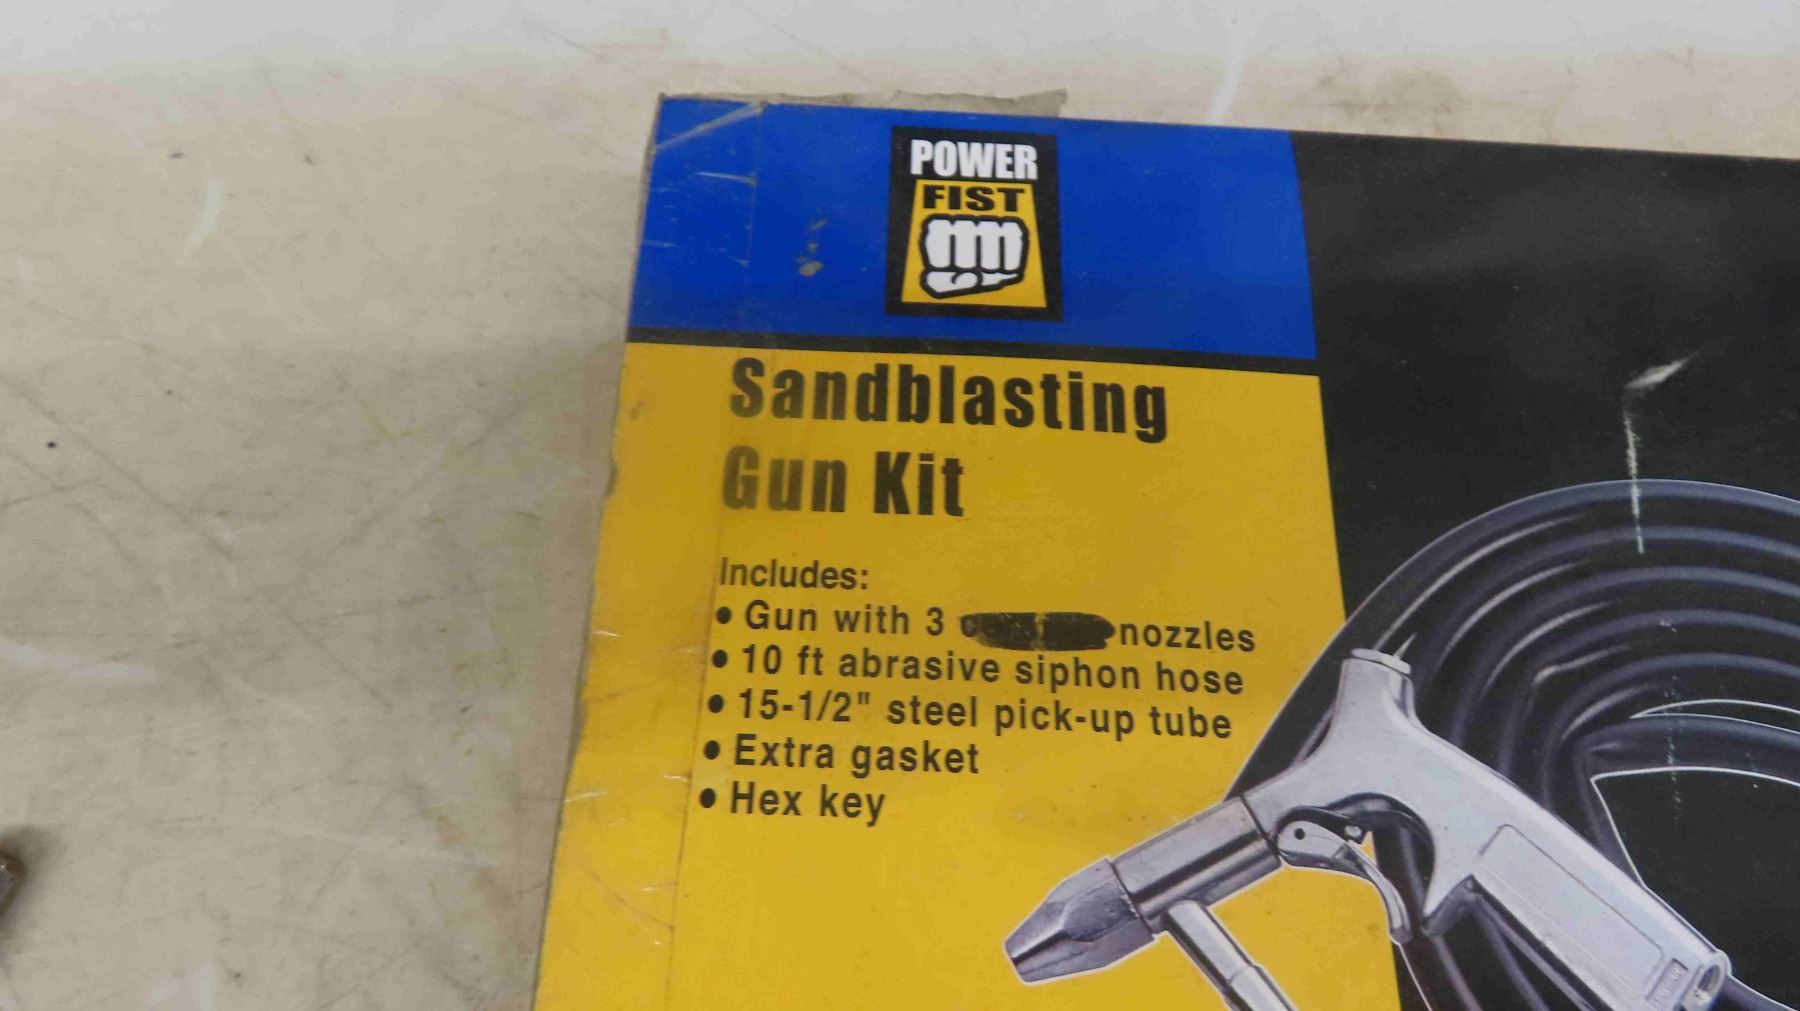 POWER
FIST
Sandblasting
Gun Kit
Includes:
• Gun with 3 nozzles
• 10 ft abrasive siphon hose
• 15-1/2" steel pick-up tube
• Extra gasket
• Hex key